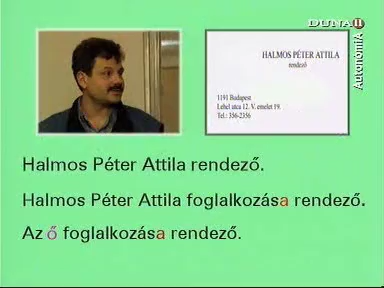 DUNA II
Autonómia
HALMOS PÉTER ATTILA
rendező
1191 Budapest
Lehel utca 12. V. emelet 19.
Tel.: 356-2356
Halmos Péter Attila rendező.
Halmos Péter Attila foglalkozása rendező.
Az ő foglalkozása rendező.